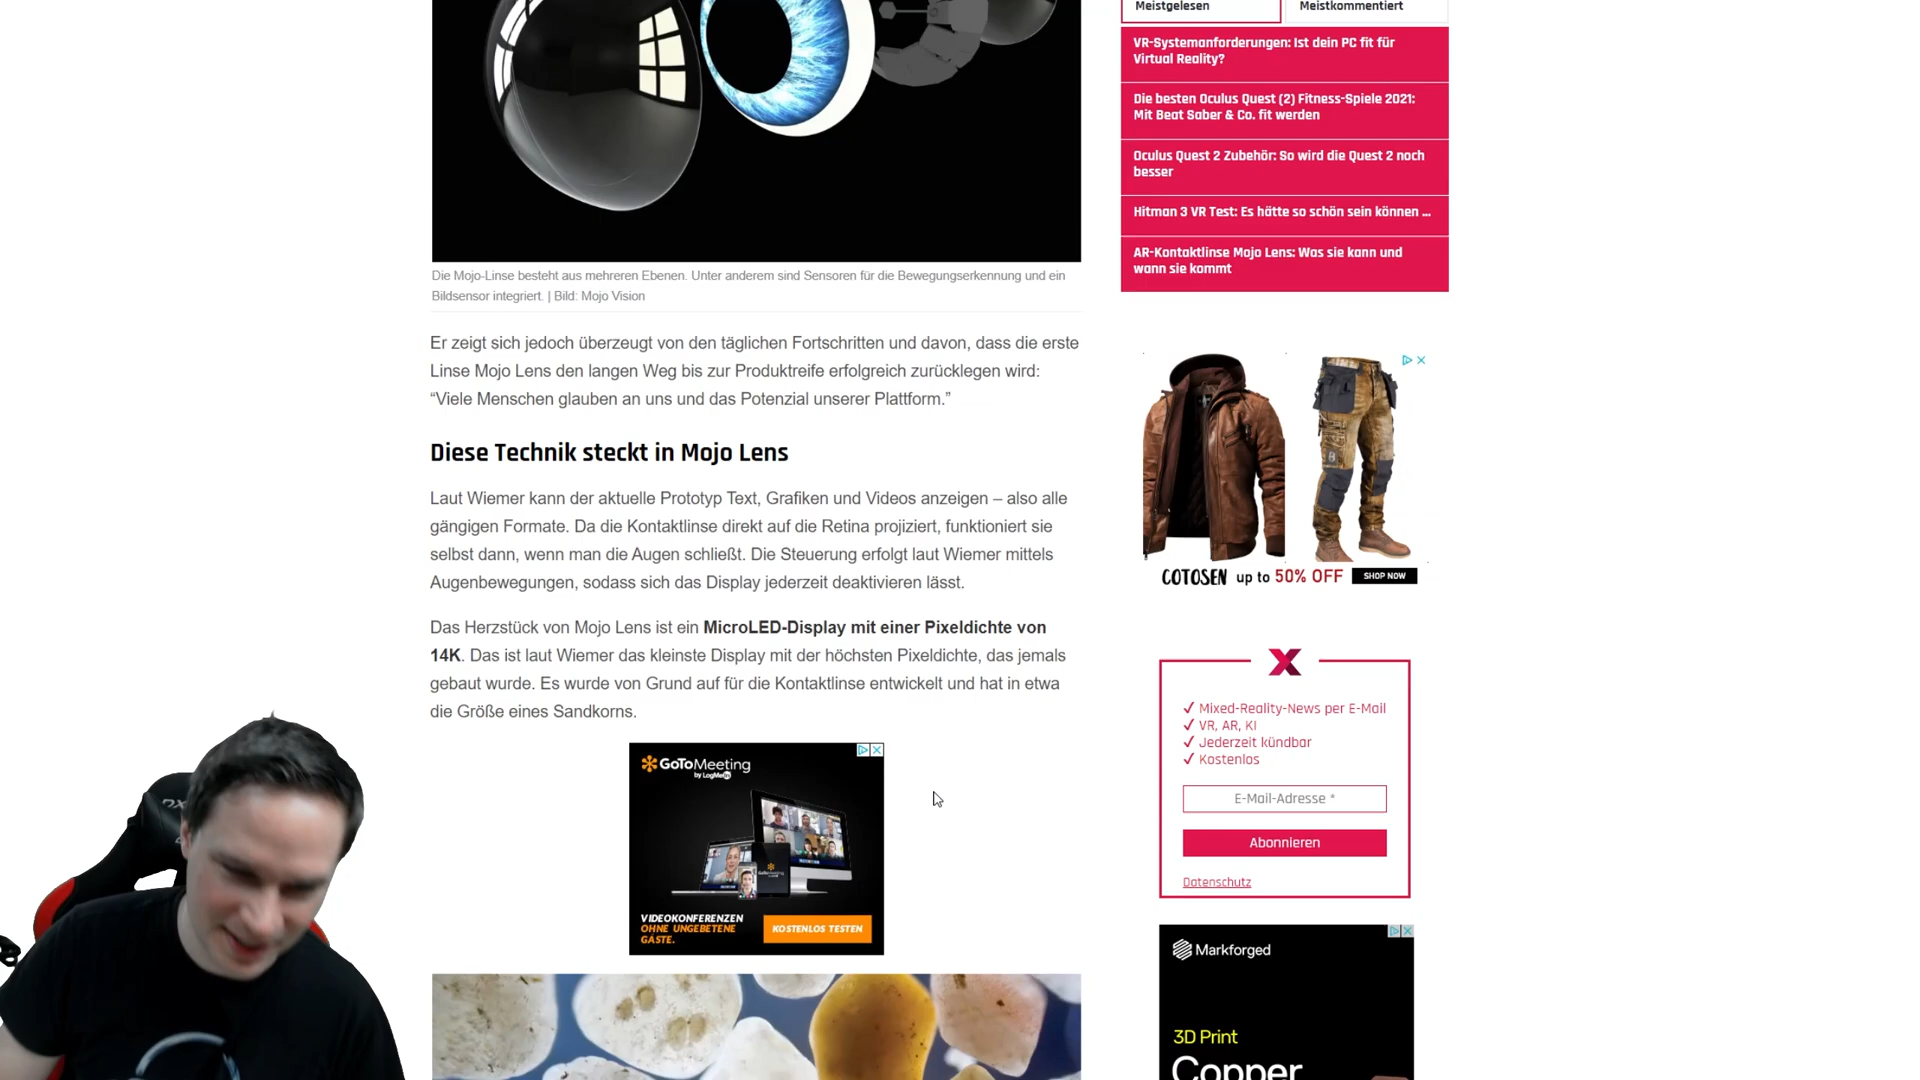 Meistgelesen
Meistkommentiert
VR-Systemanforderungen: Ist dein PC fit für
Virtual Reality?
Die besten Oculus Quest (2) Fitness-Spiele 2021:
Mit Beat Saber & Co. fit werden
Oculus Quest 2 Zubehör: So wird die Quest 2 noch
besser
Hitman 3 VR Test: Es hätte so schön sein können ...
AR-Kontaktlinse Mojo Lens: Was sie kann und
wann sie kommt
Die Mojo-Linse besteht aus mehreren Ebenen. Unter anderem sind Sensoren für die Bewegungserkennung und ein
Bildsensor integriert. | Bild: Mojo Vision
Er zeigt sich jedoch überzeugt von den täglichen Fortschritten und davon, dass die erste
Linse Mojo Lens den langen Weg bis zur Produktreife erfolgreich zurücklegen wird:
“Viele Menschen glauben an uns und das Potenzial unserer Plattform.”
Diese Technik steckt in Mojo Lens
Laut Wiemer kann der aktuelle Prototyp Text, Grafiken und Videos anzeigen – also alle
gängigen Formate. Da die Kontaktlinse direkt auf die Retina projiziert, funktioniert sie
selbst dann, wenn man die Augen schließt. Die Steuerung erfolgt laut Wiemer mittels
Augenbewegungen, sodass sich das Display jederzeit deaktivieren lässt.
Das Herzstück von Mojo Lens ist ein MicroLED-Display mit einer Pixeldichte von
14K. Das ist laut Wiemer das kleinste Display mit der höchsten Pixeldichte, das jemals
gebaut wurde. Es wurde von Grund auf für die Kontaktlinse entwickelt und hat in etwa
die Größe eines Sandkorns.
GoToMeeting
by LogMeIn
VIDEOKONFERENZEN
OHNE UNGEBETENE
GÄSTE.
KOSTENLOS TESTEN
COTOSEN up to 50% OFF SHOP NOW
X
✓ Mixed-Reality-News per E-Mail
✓ VR, AR, KI
✓ Jederzeit kündbar
✓ Kostenlos
E-Mail-Adresse *
Abonnieren
Datenschutz
Markforged
3D Print
Copper